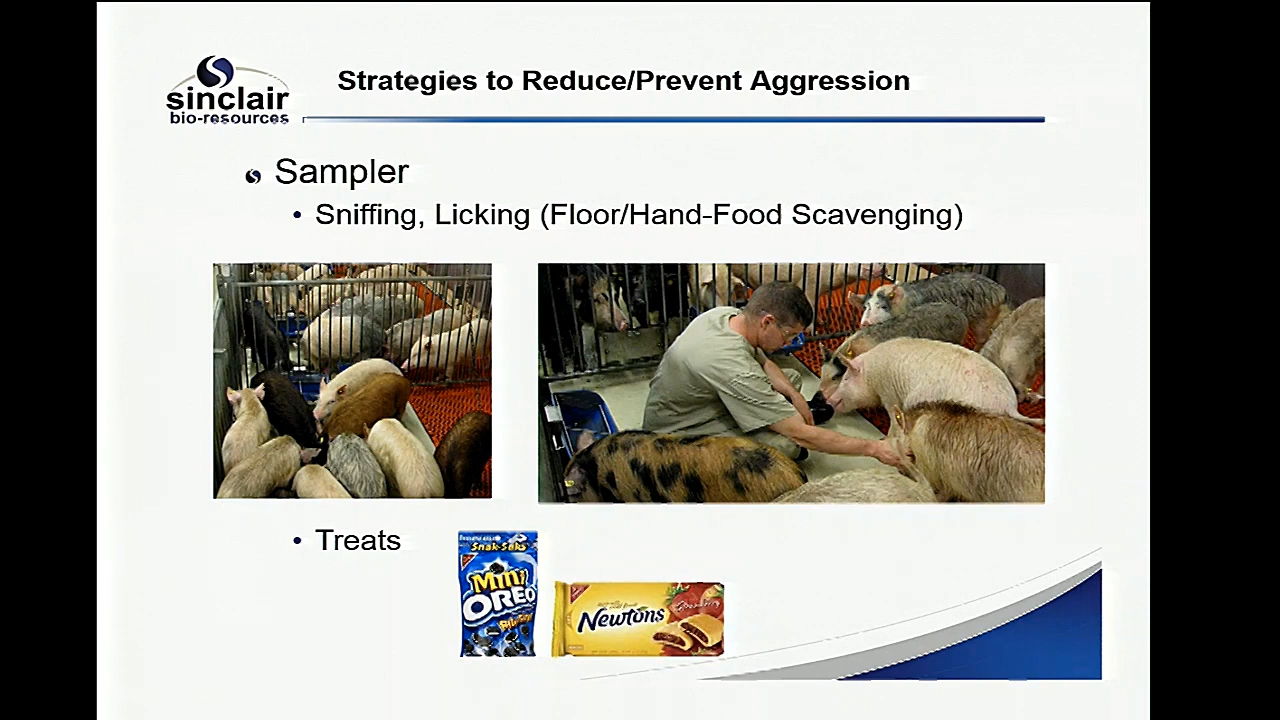 sinclair
bio-resources
Strategies to Reduce/Prevent Aggression
Sampler
• Sniffing, Licking (Floor/Hand-Food Scavenging)
• Treats
Snak-Saks
Mini
OREO
Newtons